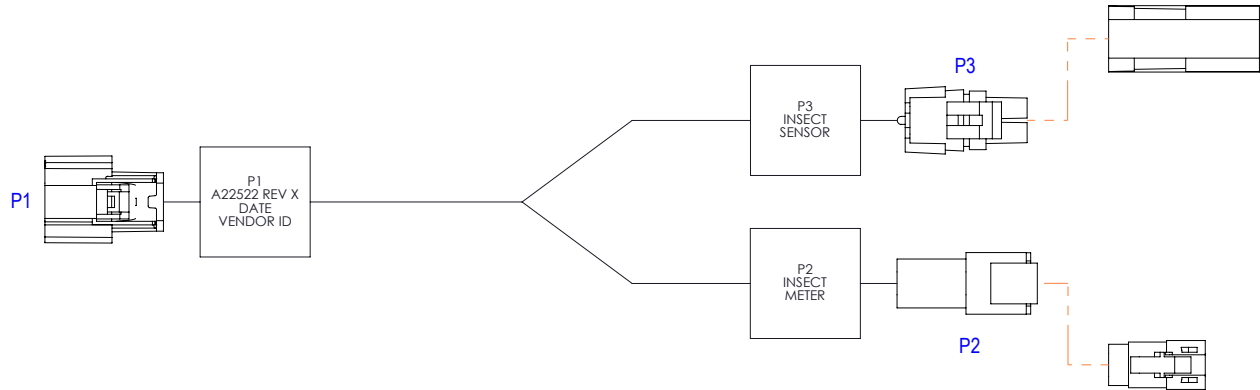 P1
P1
A22522 REV X
DATE
VENDOR ID
P3
INSECT
SENSOR
P3
P2
INSECT
METER
P2